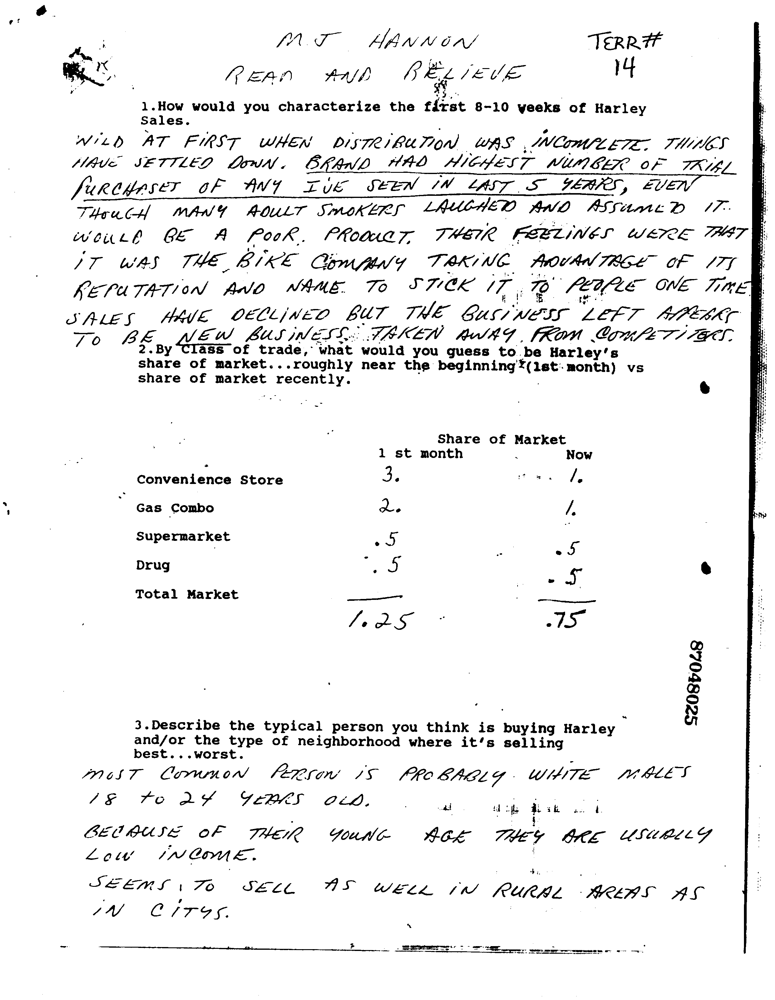 MJ HANNON TERR#
14
READ AND BELIEVE
1.How would you characterize the first 8-10 weeks of Harley
Sales.
WILD AT FIRST WHEN DISTRIBUTION WAS INCOMPLETE. THINGS
HAVE SETTLED DOWN. BRAND HAD HIGHEST NUMBER OF TRIAL
PURCHASES OF ANY I'VE SEEN IN LAST 5 YEARS, EVEN
THOUGH MANY ADULT SMOKERS LAUGHED AND ASSUMED IT
WOULD BE A POOR PRODUCT. THEIR FEELINGS WERE THAT
IT WAS THE BIKE COMPANY TAKING ADVANTAGE OF ITS
REPUTATION AND NAME TO STICK IT TO PEOPLE ONE TIME
SALES HAVE DECLINED BUT THE BUSINESS LEFT APPEARS
TO BE NEW BUSINESS. TAKEN AWAY FROM COMPETITERS.
2.By Class of trade, what would you guess to be Harley's
share of market...roughly near the beginning (1st month) vs
share of market recently.
Share of Market
1 st month Now
Convenience Store 3. 1.
Gas Combo 2. 1.
Supermarket .5 .5
Drug .5 .5
Total Market
1.25 .75
87048025
3.Describe the typical person you think is buying Harley
and/or the type of neighborhood where it's selling
best...worst.
MOST COMMON PERSON IS PROBABLY WHITE MALES
18 to 24 YEARS OLD.
BECAUSE OF THEIR YOUNG AGE THEY ARE USUALLY
LOW INCOME.
SEEMS TO SELL AS WELL IN RURAL AREAS AS
IN CITYS.